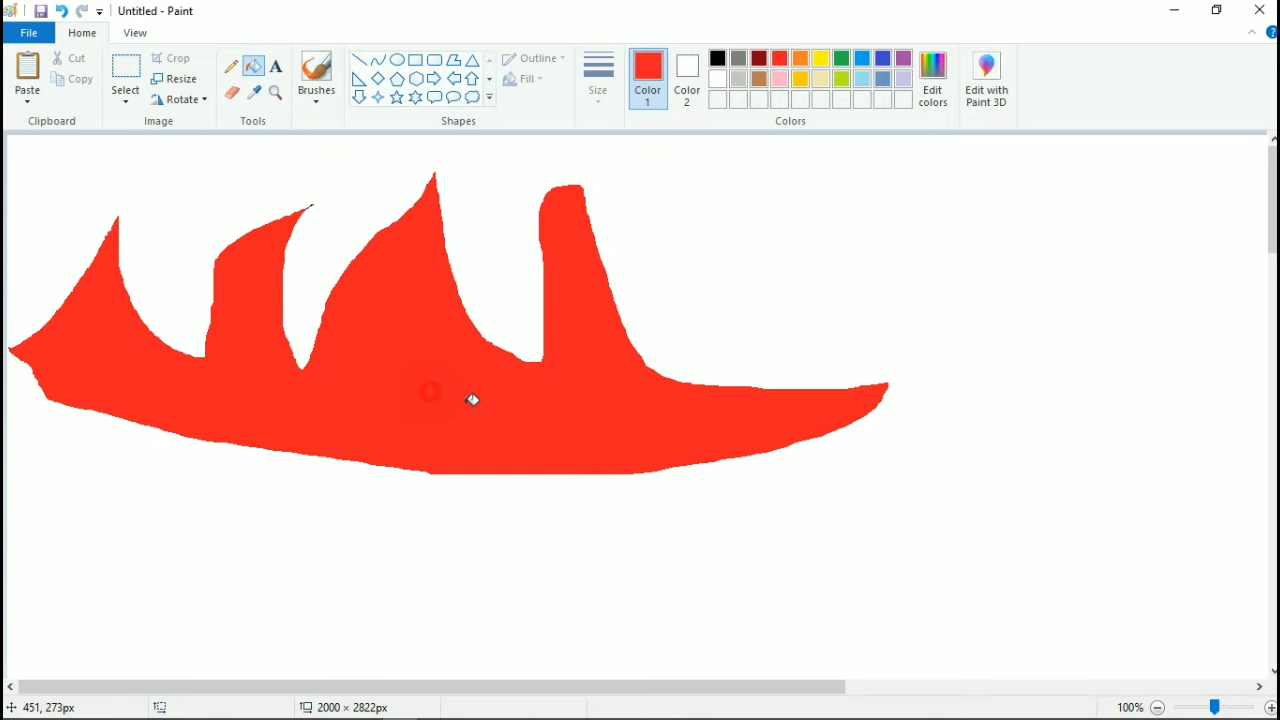 Untitled - Paint
File Home View
Paste
Cut
Copy
Clipboard
Select
Crop
Resize
Rotate
Image
A
Tools
Brushes
Shapes
Outline
Fill
Size
Color 1
Color 2
Edit colors
Colors
Edit with Paint 3D
451, 273px
2000 × 2822px
100%